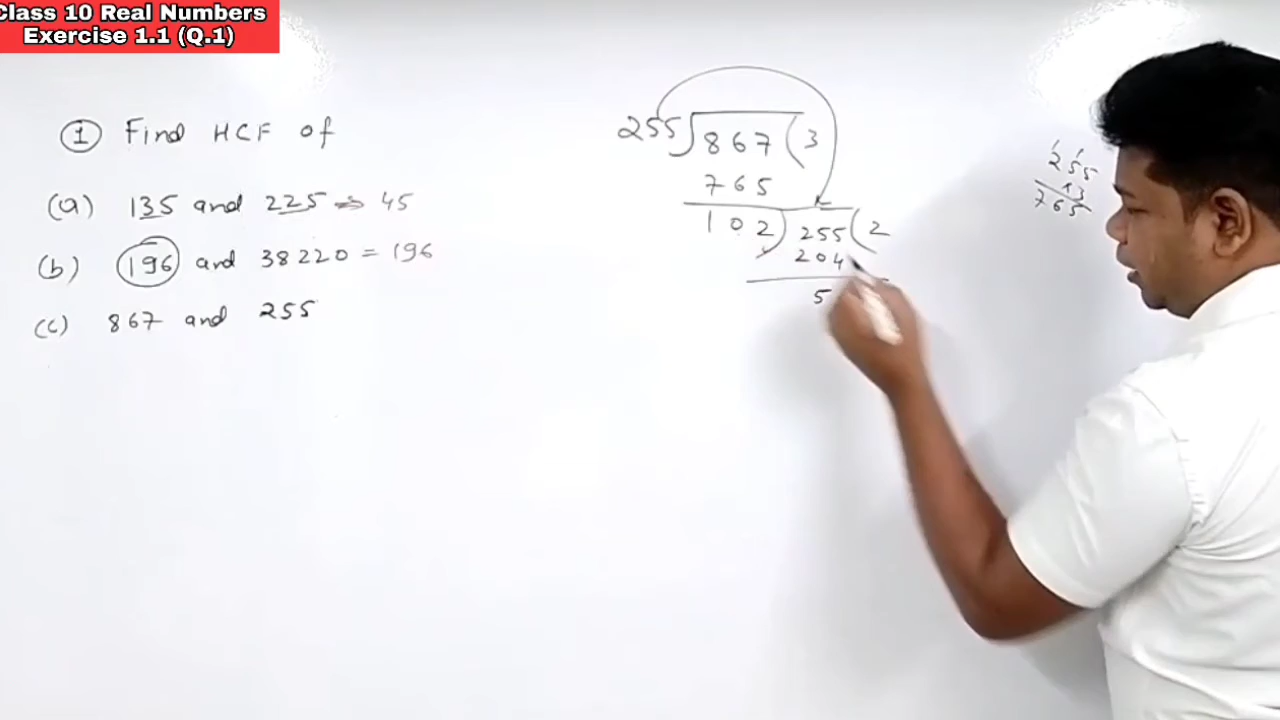 Class 10 Real Numbers
Exercise 1.1 (Q.1)
1 Find HCF of
(a) 135 and 225 ⇒ 45
(b) 196 and 38220 = 196
(c) 867 and 255
255)867(3
765
102)255(2
204
5
255
×3
765